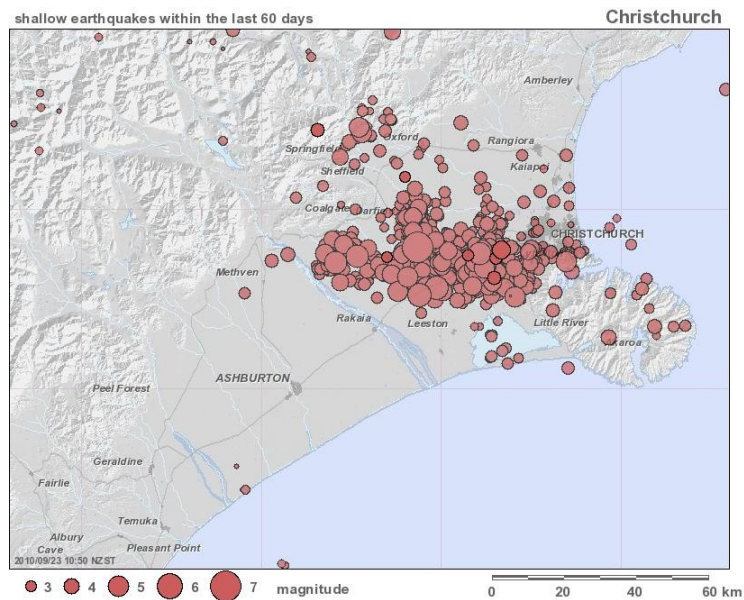 shallow earthquakes within the last 60 days
Christchurch
Amberley
Oxford
Rangiora
Springfield
Kaiapoi
Sheffield
Coalgate
Darfield
CHRISTCHURCH
Methven
Rakaia
Leeston
Little River
Akaroa
ASHBURTON
Peel Forest
Geraldine
Fairlie
Temuka
Albury
Cave
Pleasant Point
2010/09/23 10:50 NZST
3 4 5 6 7 magnitude
0 20 40 60 km